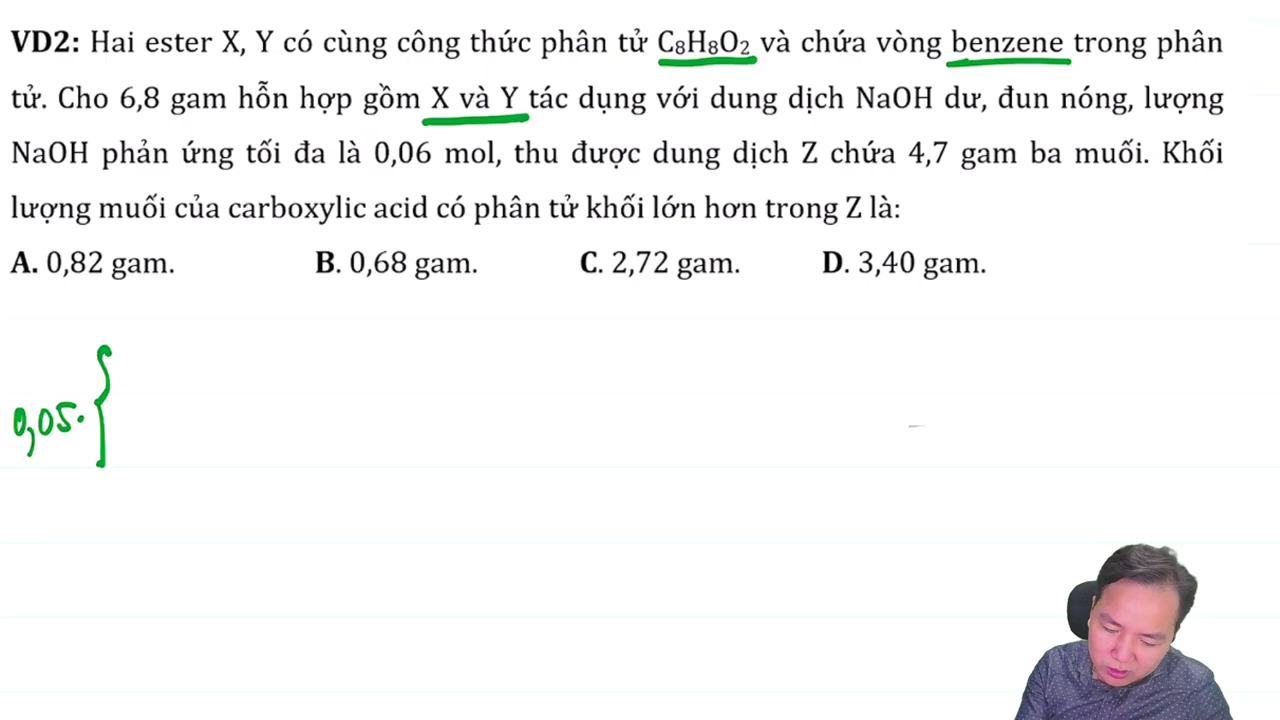 VD2: Hai ester X, Y có cùng công thức phân tử C₈H₈O₂ và chứa vòng benzene trong phân
tử. Cho 6,8 gam hỗn hợp gồm X và Y tác dụng với dung dịch NaOH dư, đun nóng, lượng
NaOH phản ứng tối đa là 0,06 mol, thu được dung dịch Z chứa 4,7 gam ba muối. Khối
lượng muối của carboxylic acid có phân tử khối lớn hơn trong Z là:
A. 0,82 gam. B. 0,68 gam. C. 2,72 gam. D. 3,40 gam.
0,05. {